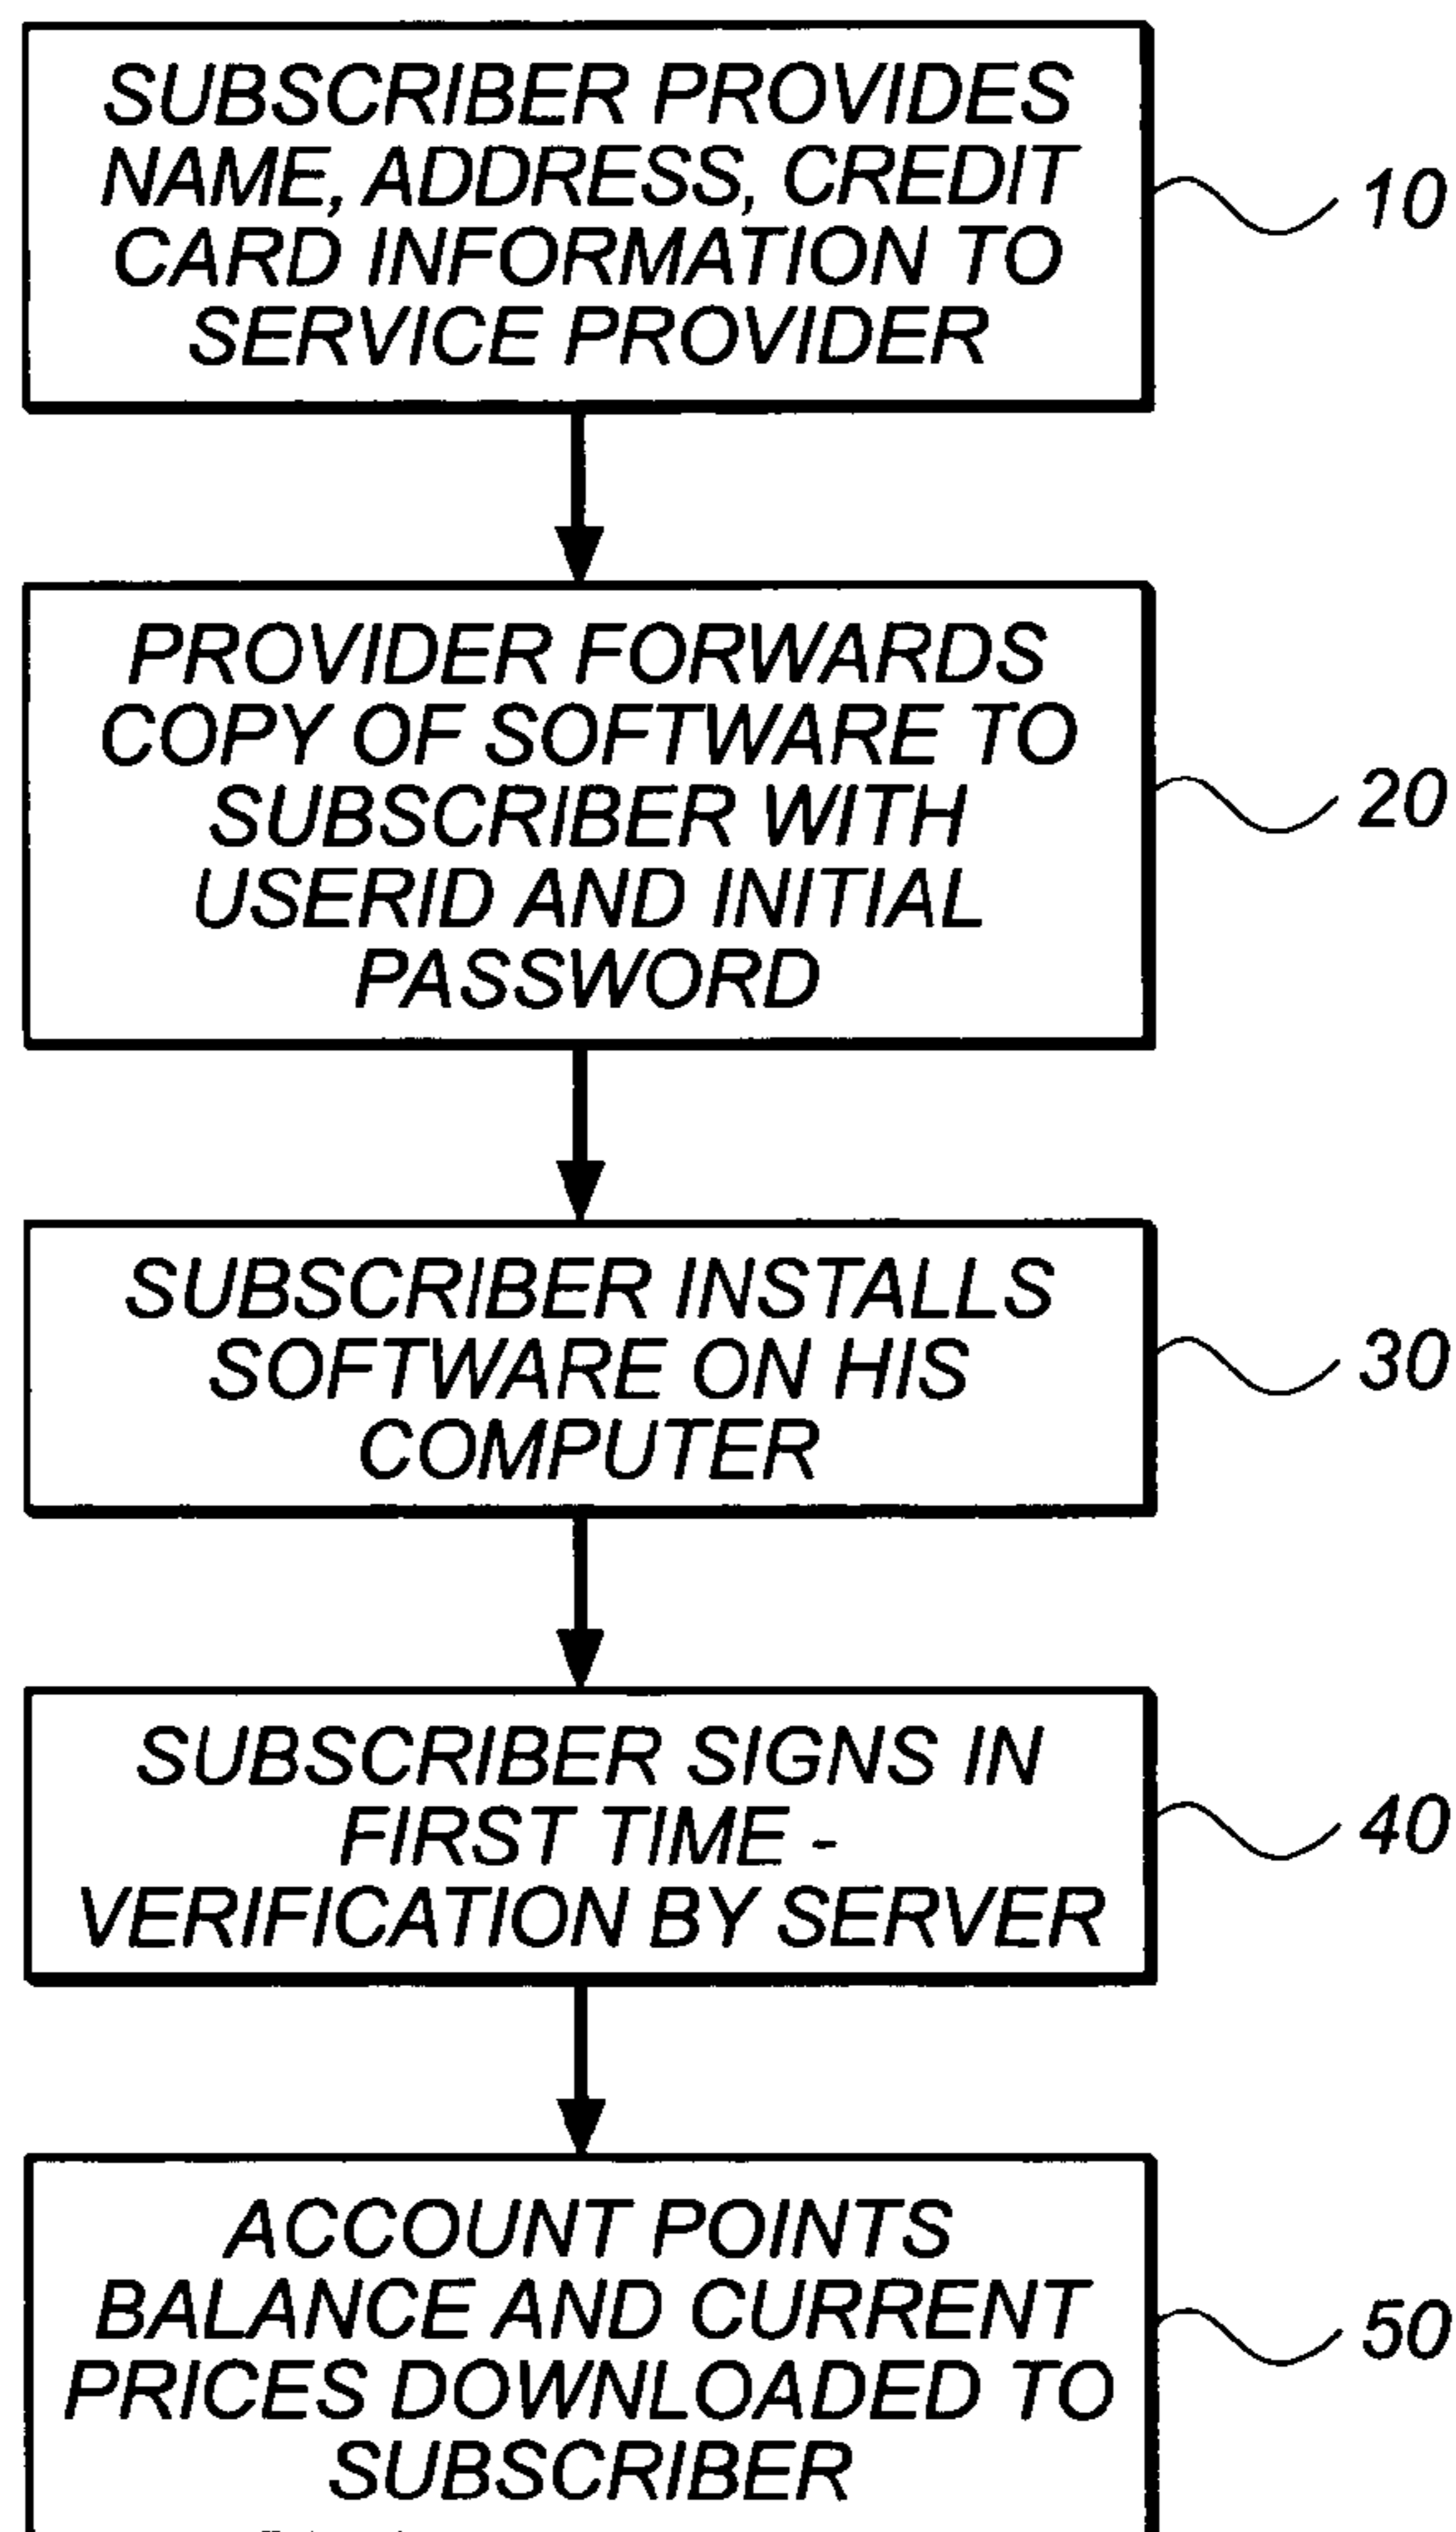 SUBSCRIBER PROVIDES
NAME, ADDRESS, CREDIT
CARD INFORMATION TO
SERVICE PROVIDER
10
PROVIDER FORWARDS
COPY OF SOFTWARE TO
SUBSCRIBER WITH
USERID AND INITIAL
PASSWORD
20
SUBSCRIBER INSTALLS
SOFTWARE ON HIS
COMPUTER
30
SUBSCRIBER SIGNS IN
FIRST TIME -
VERIFICATION BY SERVER
40
ACCOUNT POINTS
BALANCE AND CURRENT
PRICES DOWNLOADED TO
SUBSCRIBER
50